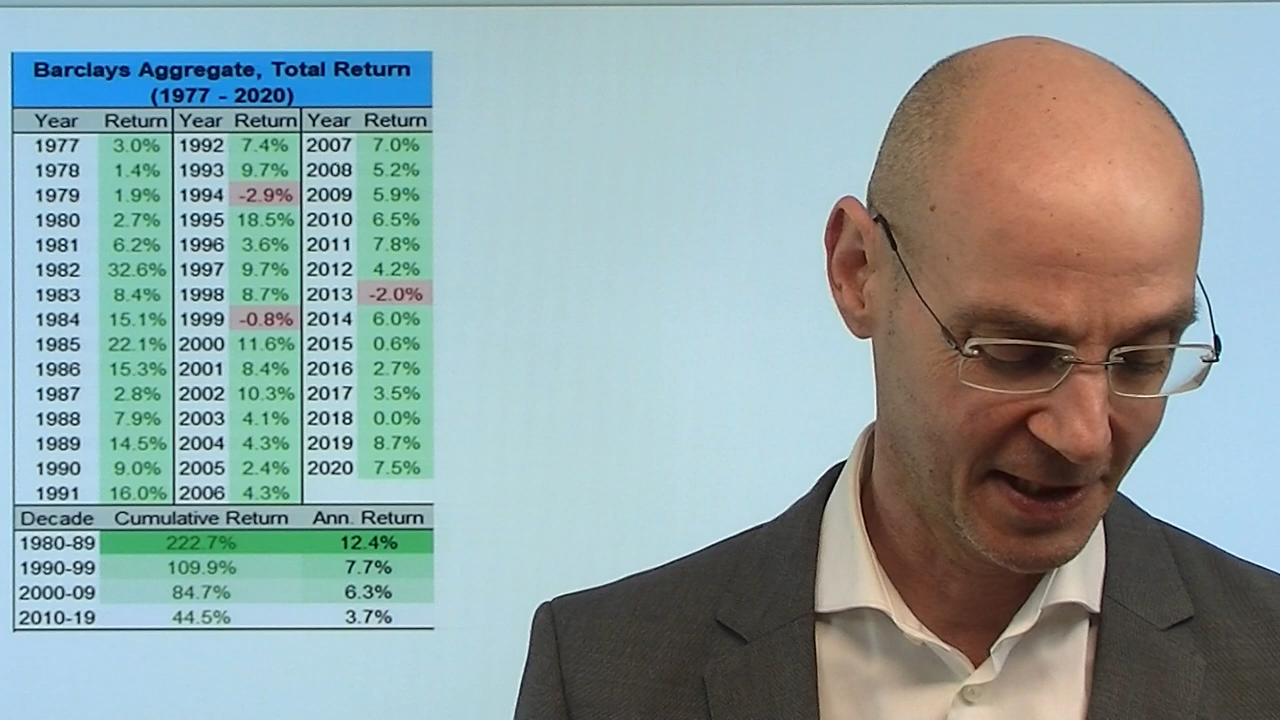 Barclays Aggregate, Total Return
(1977 - 2020)
Year Return Year Return Year Return
1977 3.0% 1992 7.4% 2007 7.0%
1978 1.4% 1993 9.7% 2008 5.2%
1979 1.9% 1994 -2.9% 2009 5.9%
1980 2.7% 1995 18.5% 2010 6.5%
1981 6.2% 1996 3.6% 2011 7.8%
1982 32.6% 1997 9.7% 2012 4.2%
1983 8.4% 1998 8.7% 2013 -2.0%
1984 15.1% 1999 -0.8% 2014 6.0%
1985 22.1% 2000 11.6% 2015 0.6%
1986 15.3% 2001 8.4% 2016 2.7%
1987 2.8% 2002 10.3% 2017 3.5%
1988 7.9% 2003 4.1% 2018 0.0%
1989 14.5% 2004 4.3% 2019 8.7%
1990 9.0% 2005 2.4% 2020 7.5%
1991 16.0% 2006 4.3%
Decade Cumulative Return Ann. Return
1980-89 222.7% 12.4%
1990-99 109.9% 7.7%
2000-09 84.7% 6.3%
2010-19 44.5% 3.7%